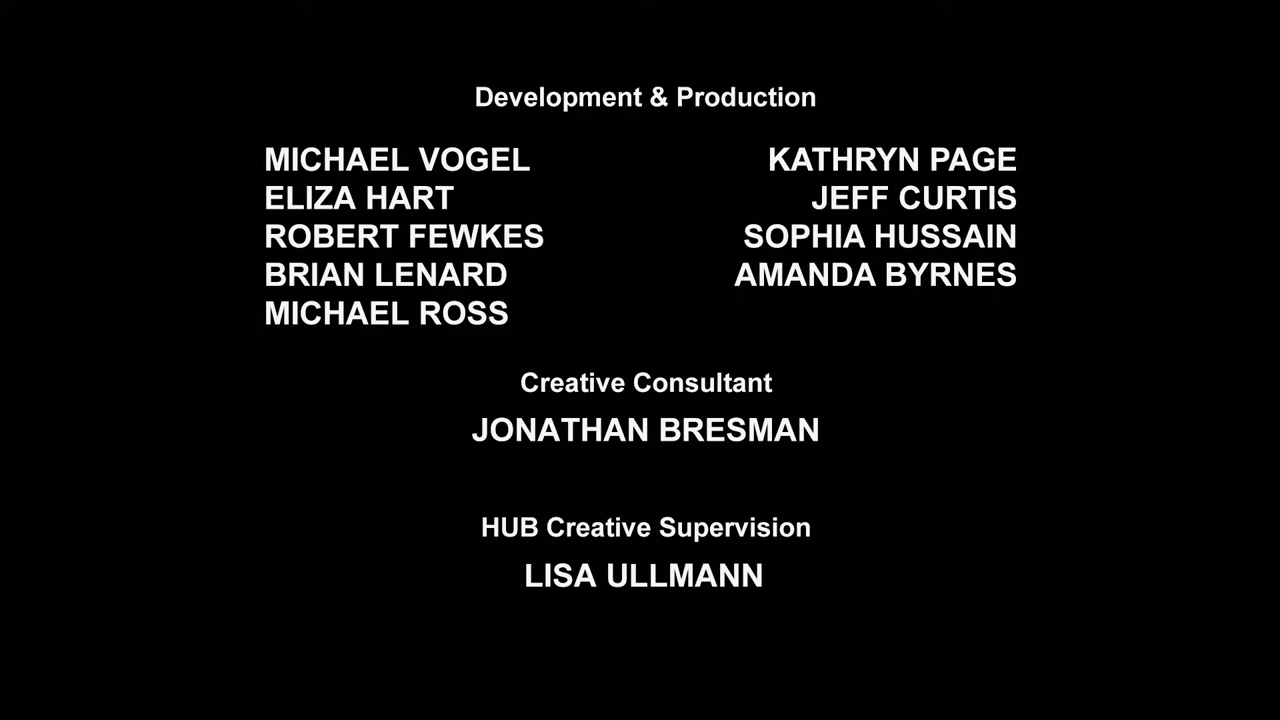 Development & Production
MICHAEL VOGEL KATHRYN PAGE
ELIZA HART JEFF CURTIS
ROBERT FEWKES SOPHIA HUSSAIN
BRIAN LENARD AMANDA BYRNES
MICHAEL ROSS
Creative Consultant
JONATHAN BRESMAN
HUB Creative Supervision
LISA ULLMANN